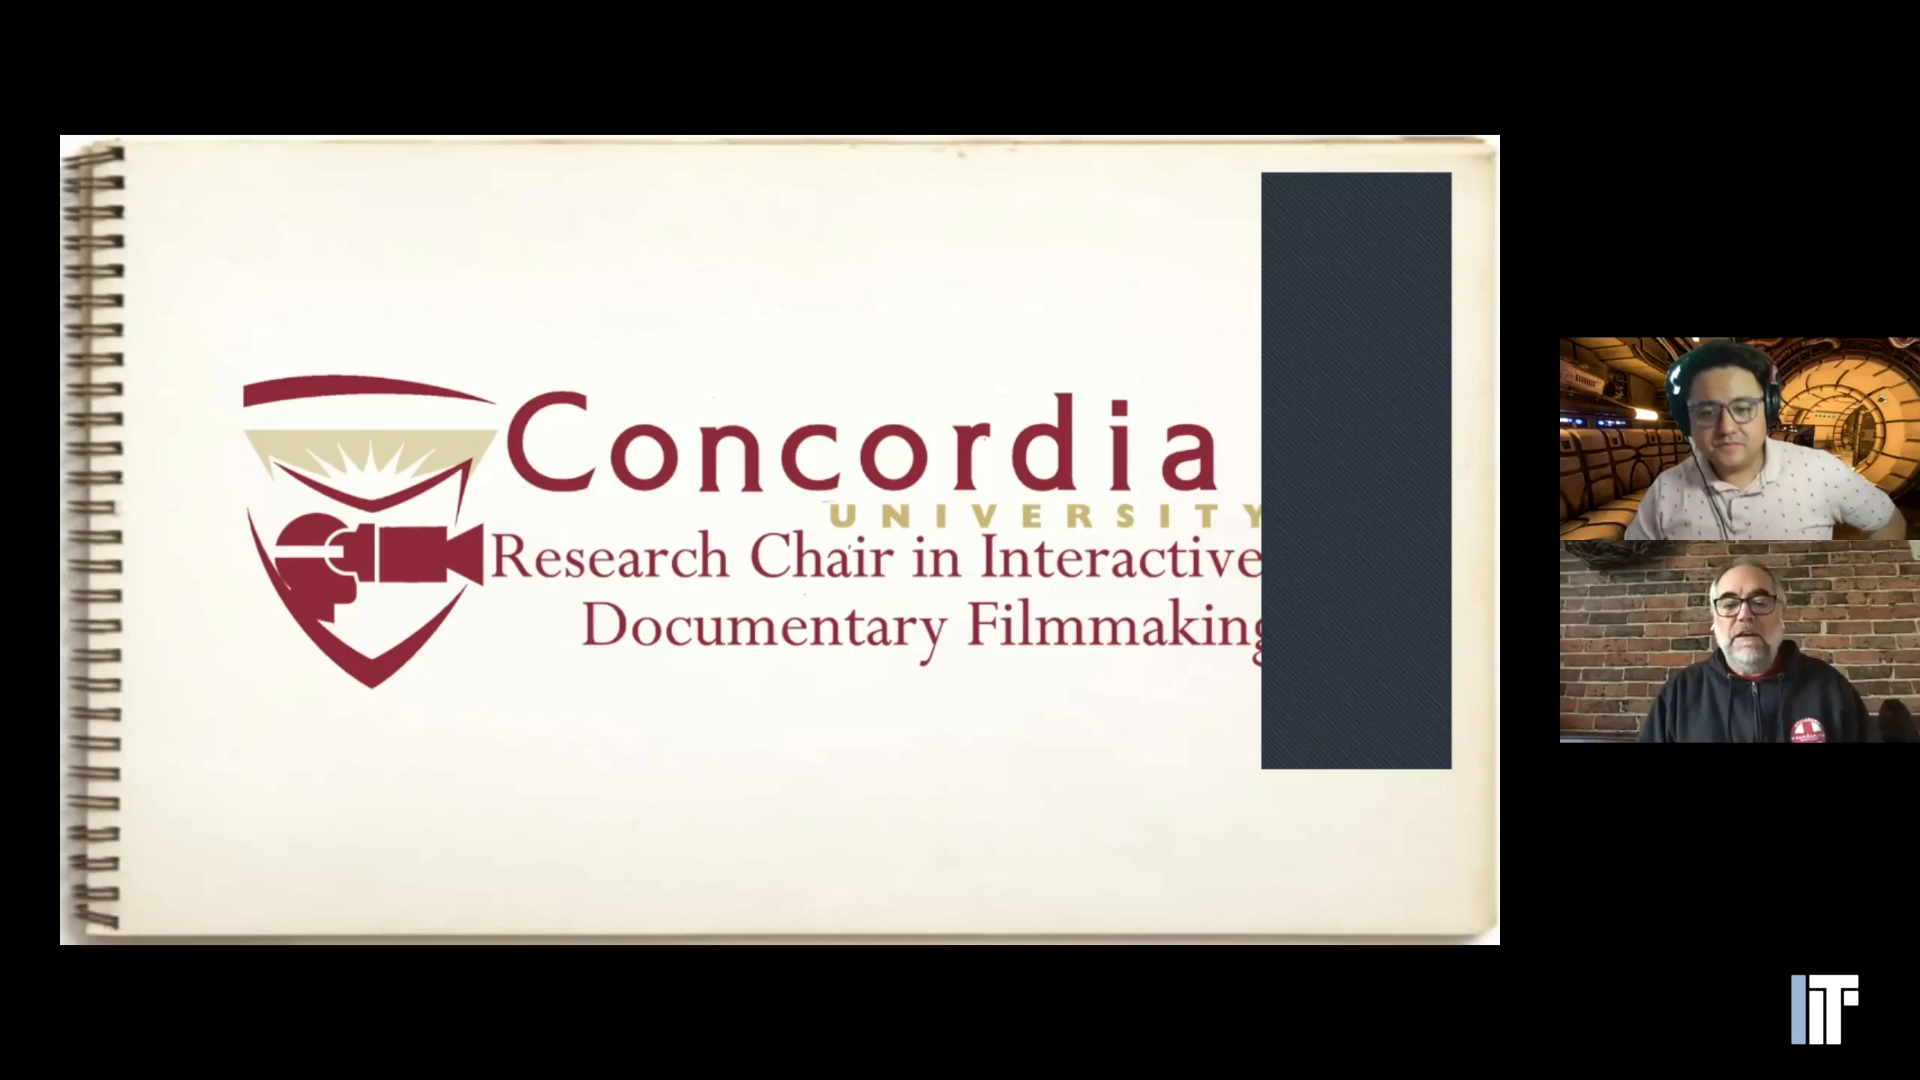 Concordia
UNIVERSITY
Research Chair in Interactive
Documentary Filmmaking